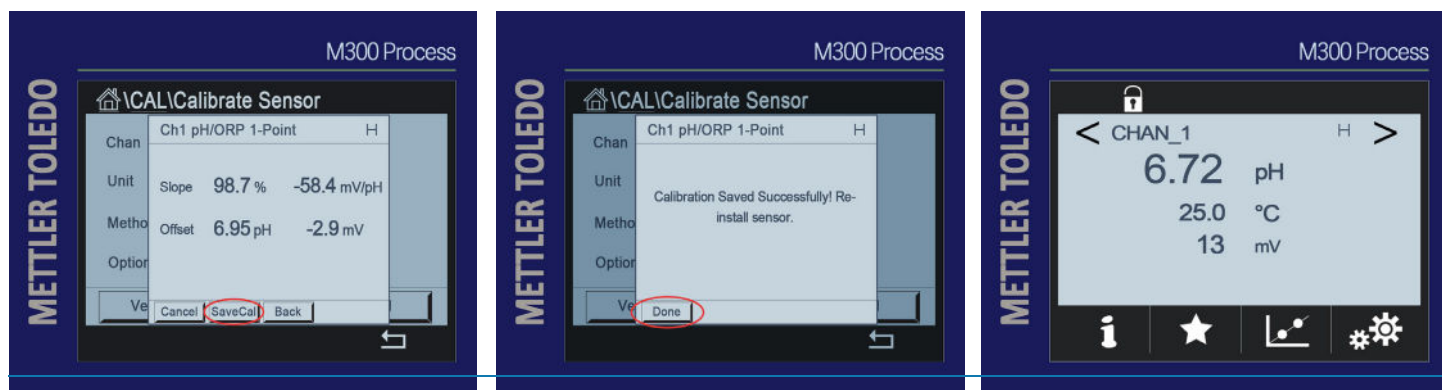 M300 Process
METTLER TOLEDO
\CAL\Calibrate Sensor
Ch1 pH/ORP 1-Point H
Chan
Unit
Metho
Option
Slope 98.7 % -58.4 mV/pH
Offset 6.95 pH -2.9 mV
Ve
Cancel SaveCal Back
M300 Process
METTLER TOLEDO
\CAL\Calibrate Sensor
Ch1 pH/ORP 1-Point H
Chan
Unit
Metho
Option
Calibration Saved Successfully! Re-
install sensor.
Ve
Done
M300 Process
METTLER TOLEDO
< CHAN_1 H >
6.72 pH
25.0 °C
13 mV
i